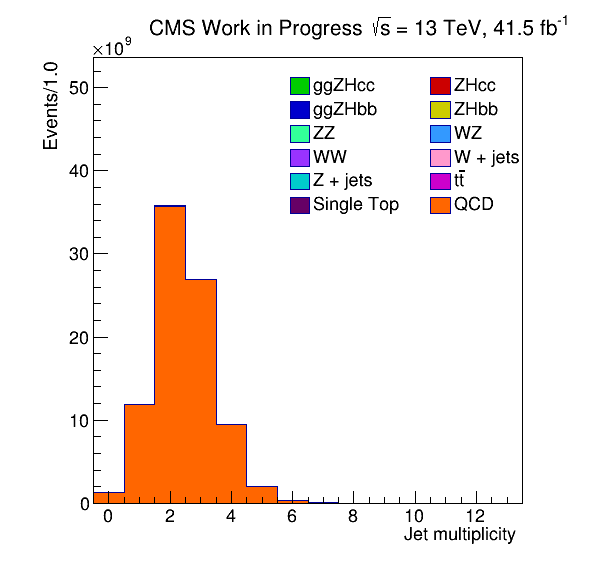 CMS Work in Progress √s = 13 TeV, 41.5 fb⁻¹
×10⁹
Events/1.0
50
40
30
20
10
0
ggZHcc ZHcc
ggZHbb ZHbb
ZZ WZ
WW W + jets
Z + jets tt̅
Single Top QCD
0 2 4 6 8 10 12
Jet multiplicity